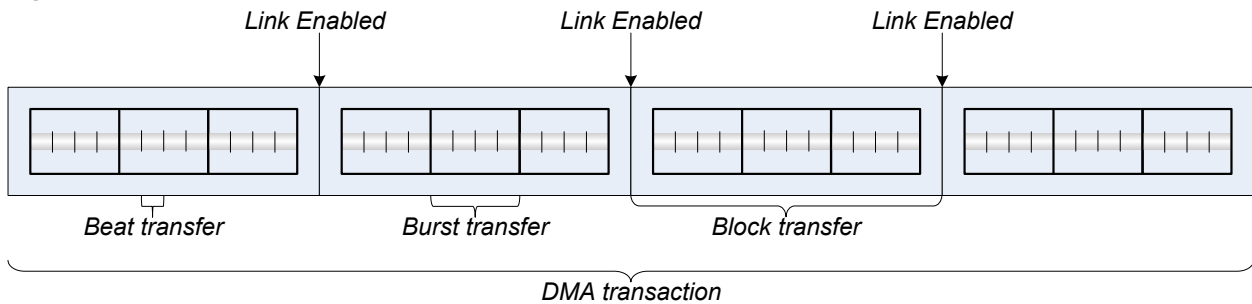 Link Enabled Link Enabled Link Enabled
Beat transfer Burst transfer Block transfer
DMA transaction